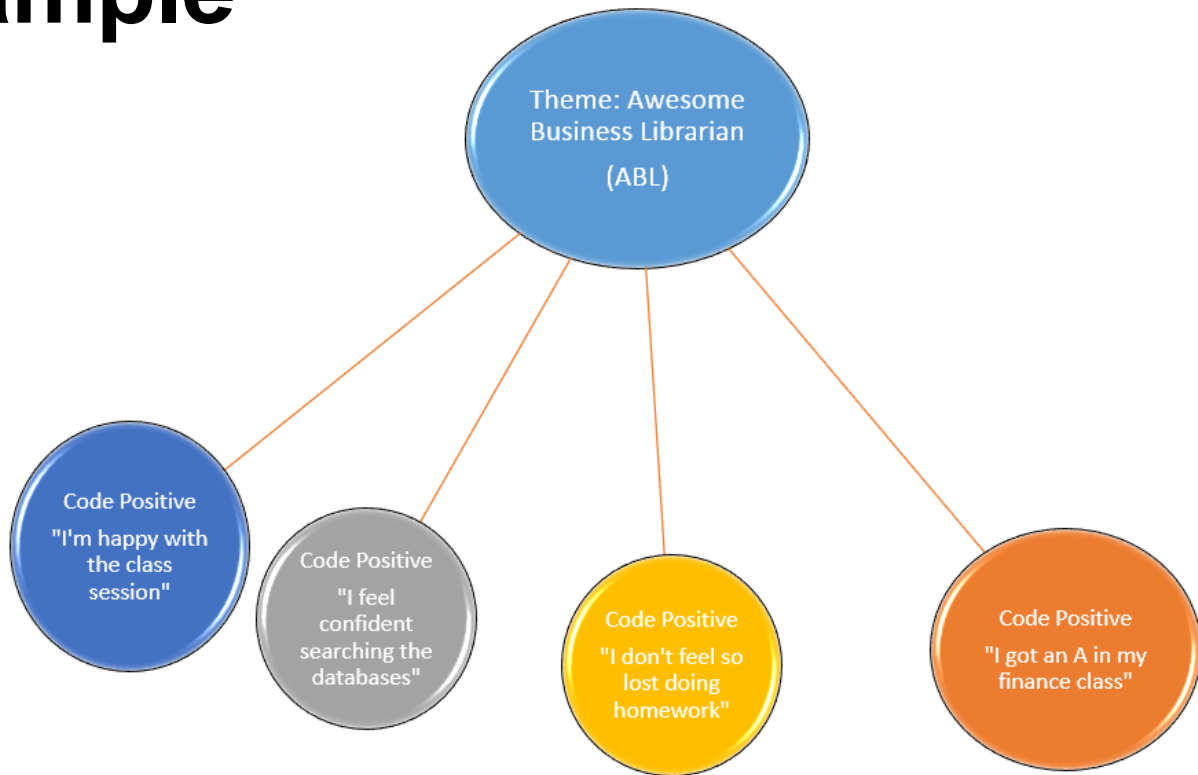 ample
Theme: Awesome
Business Librarian
(ABL)
Code Positive
"I'm happy with
the class
session"
Code Positive
"I feel
confident
searching the
databases"
Code Positive
"I don't feel so
lost doing
homework"
Code Positive
"I got an A in my
finance class"